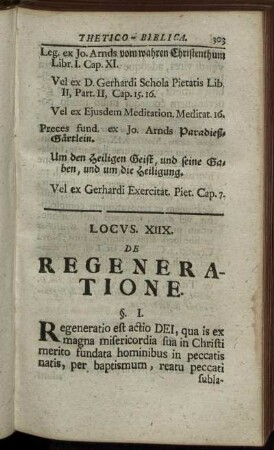 THETICO-BIBLICA. 303
Leg. ex Jo. Arnds vom wahren Christenthum
Libr. I. Cap. XI.
Vel ex D. Gerhardi Schola Pietatis Lib.
II, Part. II, Cap. 15. 16.
Vel ex Ejusdem Meditation. Meditat. 16.
Preces fund. ex Jo. Arnds Paradieß-
Gärtlein.
Um den Heiligen Geist, und seine Ga-
ben, und um die Heiligung.
Vel ex Gerhardi Exercitat. Piet. Cap. 7.
LOCVS. XIIX.
DE
REGENERA-
TIONE.
§. I.
Regeneratio est actio DEI, qua is ex
magna misericordia sua in Christi
merito fundata hominibus in peccatis
natis, per baptismum, reatu peccati
subla-